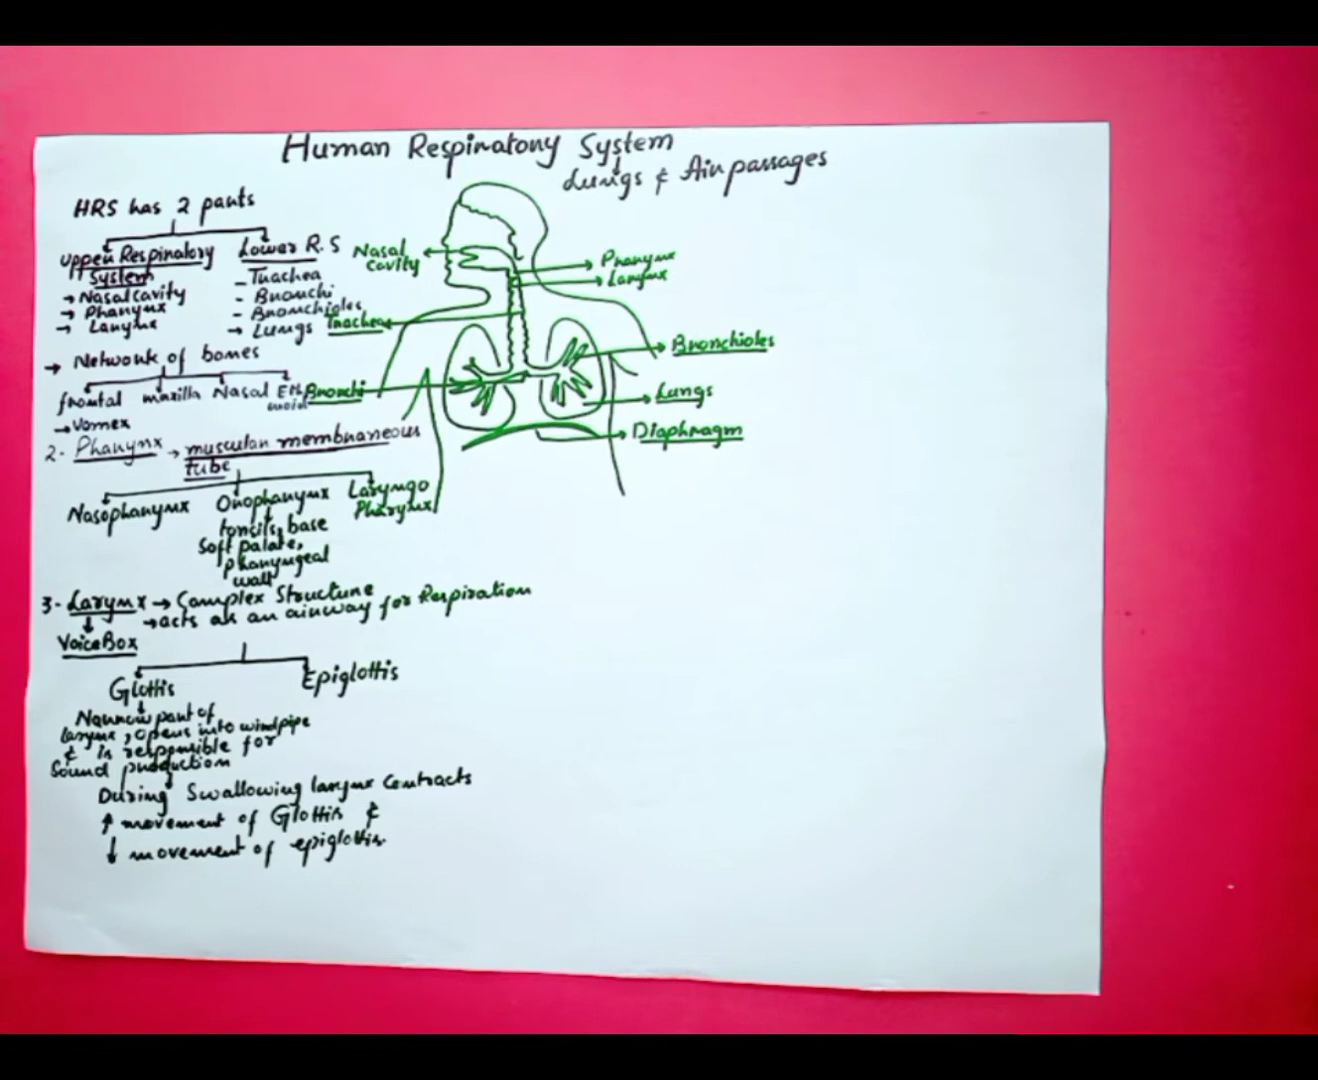 Human Respiratory System
Lungs & Air passages
HRS has 2 parts
Upper Respiratory
System
→ Nasal cavity
→ Pharynx
→ Larynx
Lower R.S
- Trachea
- Bronchi
- Bronchioles
→ Lungs
→ Network of bones
frontal maxilla Nasal Eth
moid
→ Vomex
2- Pharynx → muscular membraneous
tube
Nasopharynx Oropharynx Laryngo
Pharynx
tonsils, base
Soft palate,
pharyngeal
wall
3- Larynx → Complex Structure
→ acts as an airway for Respiration
Voice Box
Glottis Epiglottis
Narrow part of
larynx, opens into windpipe
& is responsible for
Sound production
During Swallowing larynx Contracts
↑ movement of Glottis &
↓ movement of epiglottis.
Nasal
cavity
Pharynx
Larynx
Trachea
Bronchioles
Bronchi
Lungs
Diaphragm